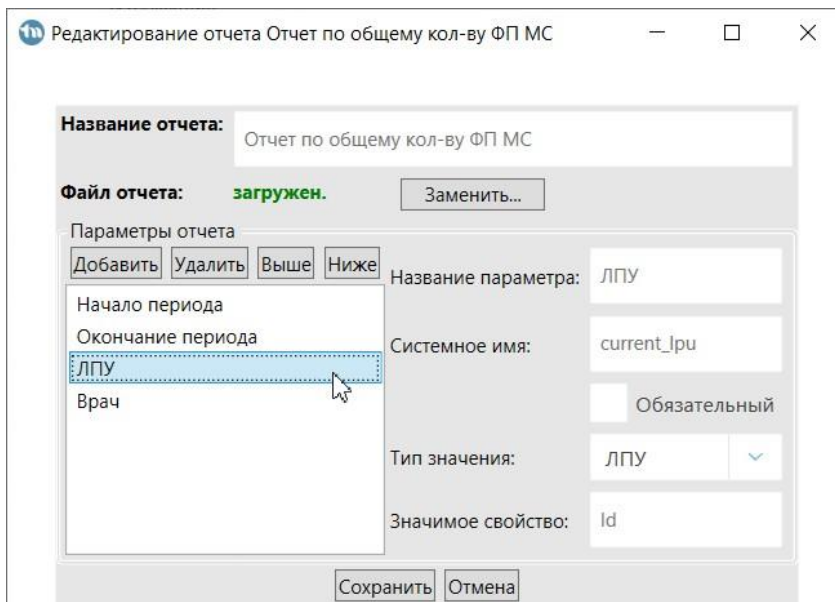 Редактирование отчета Отчет по общему кол-ву ФП МС
Название отчета:
Отчет по общему кол-ву ФП МС
Файл отчета: загружен. Заменить...
Параметры отчета
Добавить Удалить Выше Ниже
Начало периода
Окончание периода
ЛПУ
Врач
Название параметра: ЛПУ
Системное имя: current_lpu
Обязательный
Тип значения: ЛПУ
Значимое свойство: Id
Сохранить Отмена